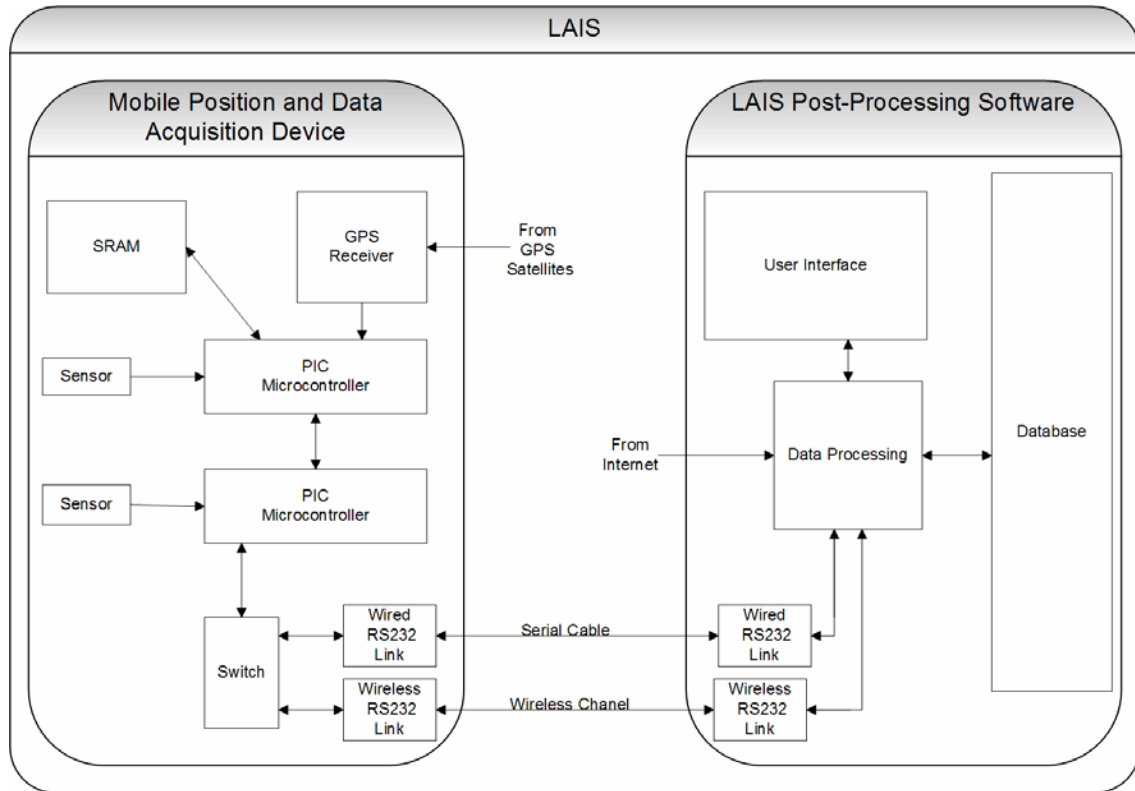 LAIS
Mobile Position and Data
Acquisition Device
LAIS Post-Processing Software
SRAM
GPS
Receiver
From
GPS
Satellites
User Interface
Sensor
PIC
Microcontroller
From
Internet
Data Processing
Database
Sensor
PIC
Microcontroller
Switch
Wired
RS232
Link
Serial Cable
Wired
RS232
Link
Wireless
RS232
Link
Wireless Chanel
Wireless
RS232
Link